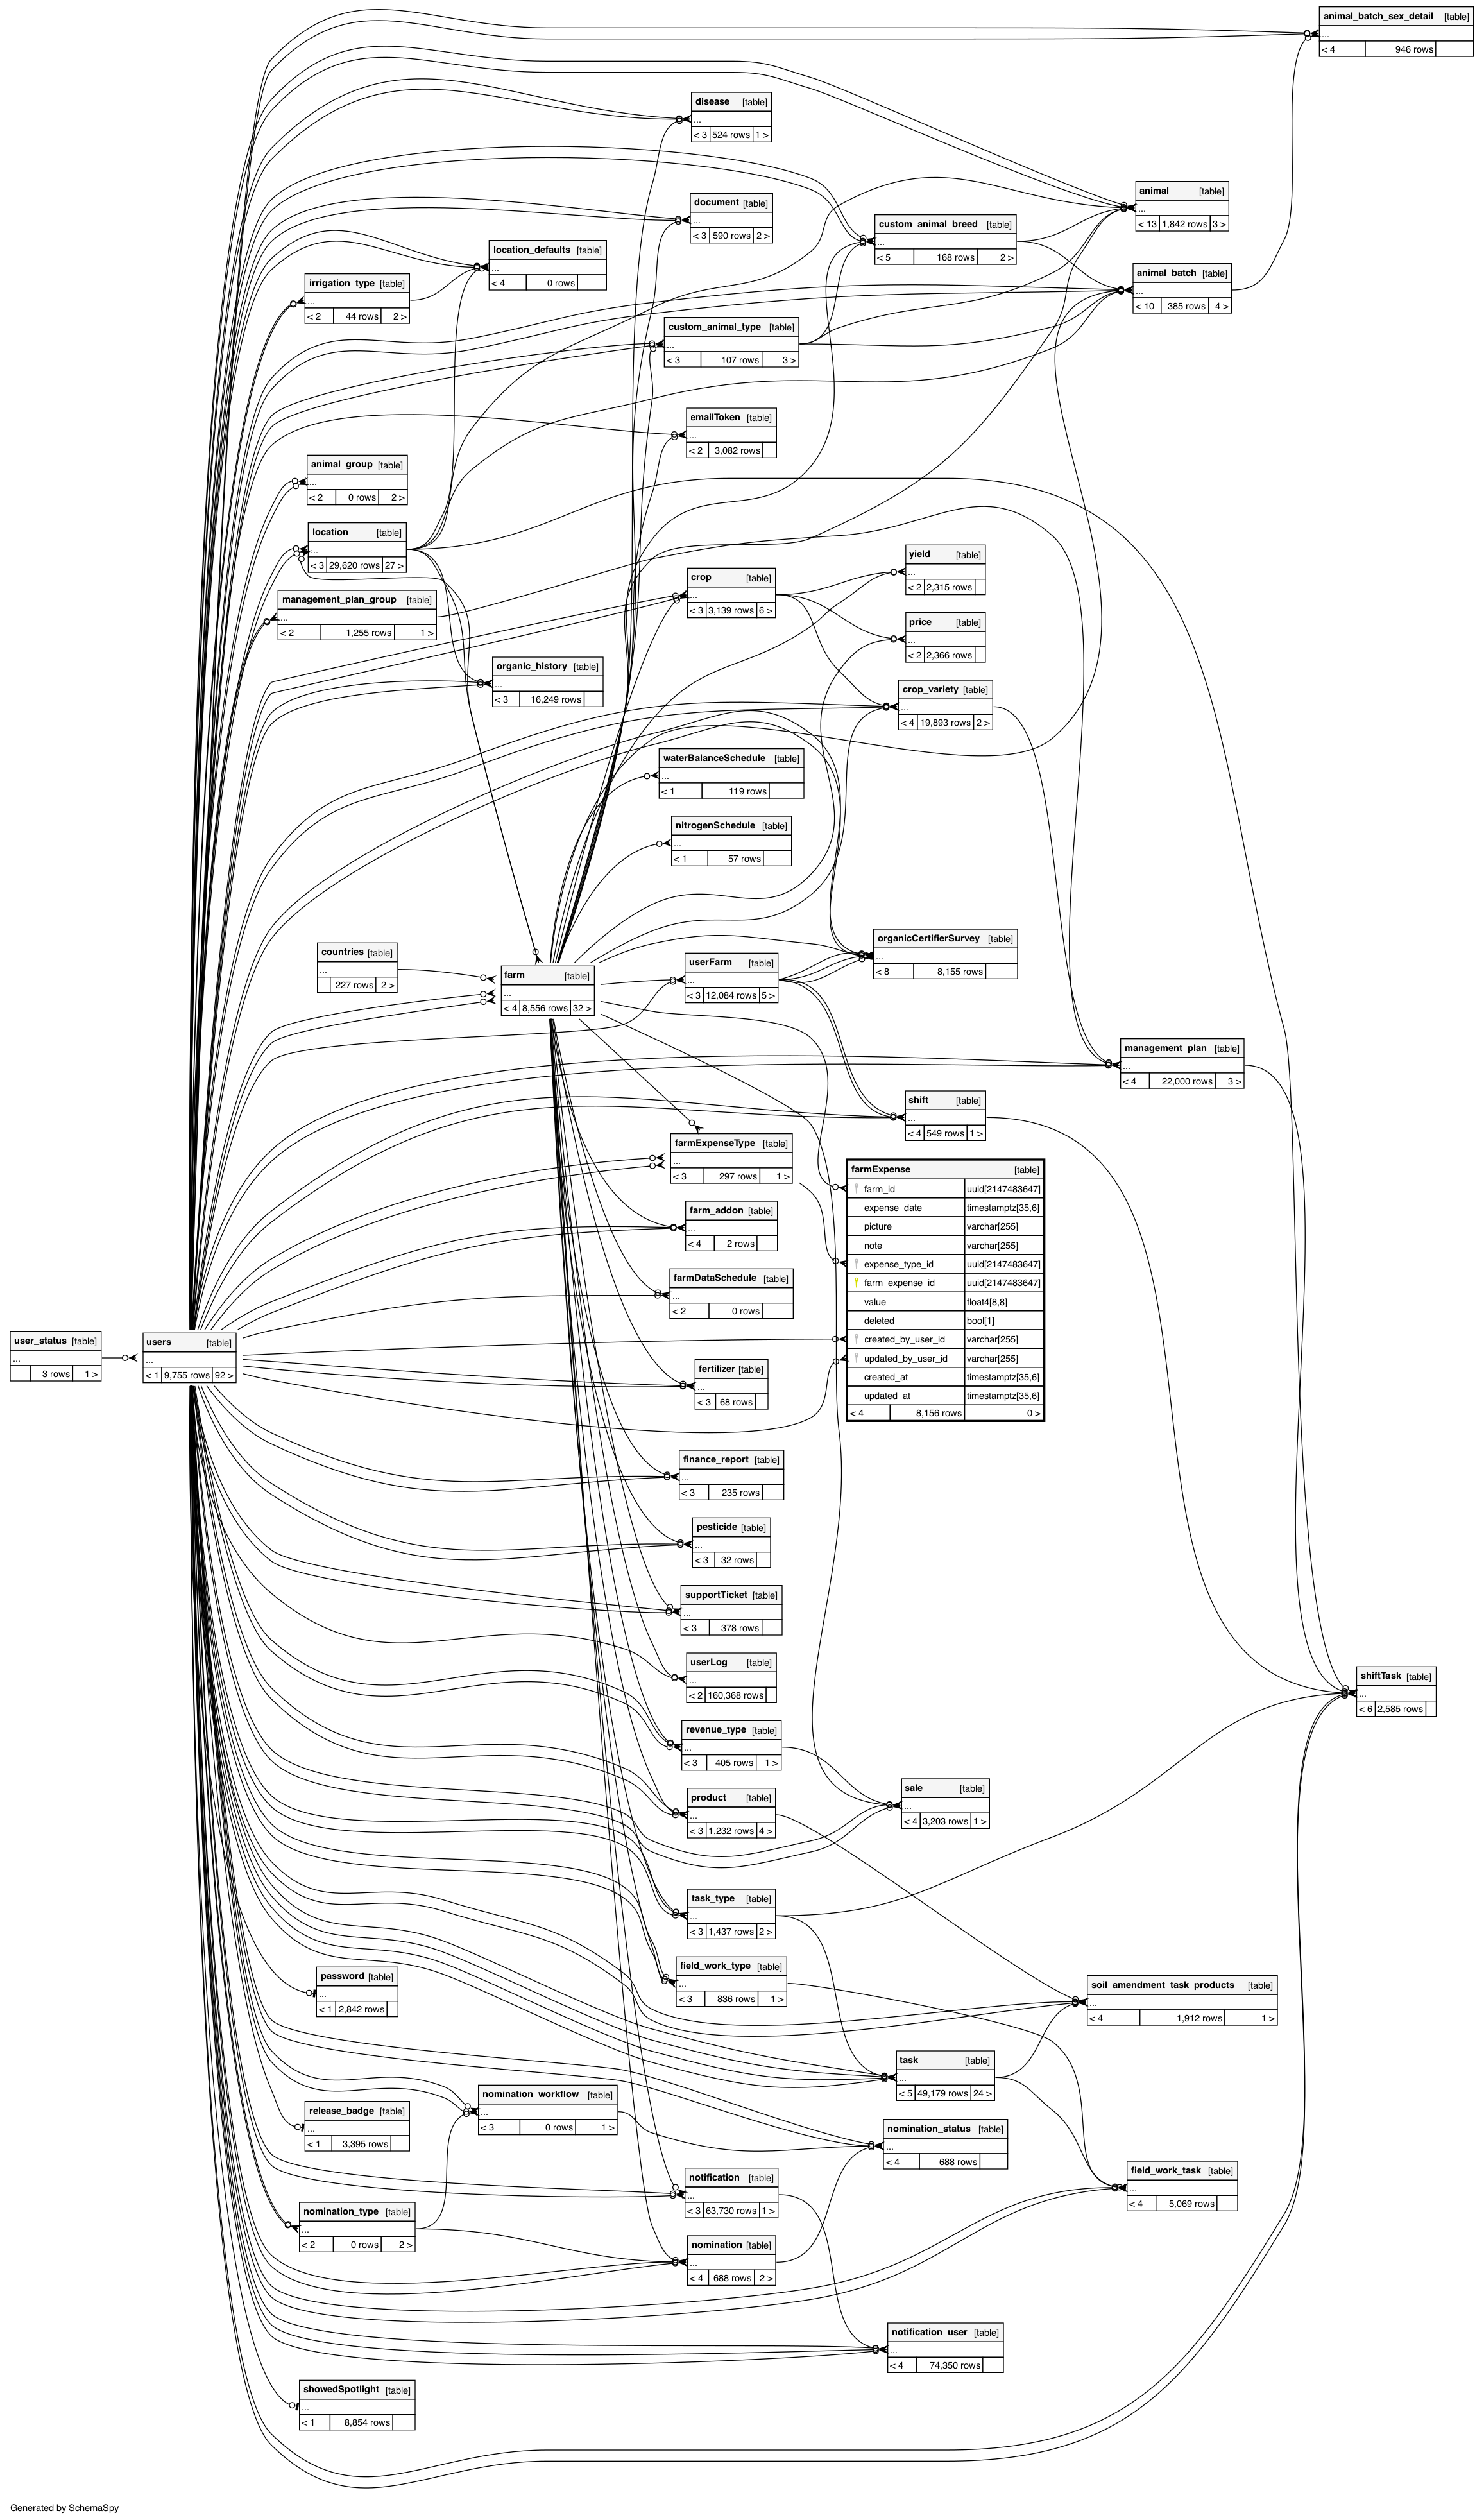 animal_batch_sex_detail [table]
...
< 4 946 rows
disease [table]
...
< 3 524 rows 1 >
animal [table]
...
< 13 1,842 rows 3 >
document [table]
...
< 3 590 rows 2 >
custom_animal_breed [table]
...
< 5 168 rows 2 >
location_defaults [table]
...
< 4 0 rows
animal_batch [table]
...
< 10 385 rows 4 >
irrigation_type [table]
...
< 2 44 rows 2 >
custom_animal_type [table]
...
< 3 107 rows 3 >
emailToken [table]
...
< 2 3,082 rows
animal_group [table]
...
< 2 0 rows 2 >
location [table]
...
< 3 29,620 rows 27 >
yield [table]
...
< 2 2,315 rows
crop [table]
...
< 3 3,139 rows 6 >
management_plan_group [table]
...
< 2 1,255 rows 1 >
price [table]
...
< 2 2,366 rows
organic_history [table]
...
< 3 16,249 rows
crop_variety [table]
...
< 4 19,893 rows 2 >
waterBalanceSchedule [table]
...
< 1 119 rows
nitrogenSchedule [table]
...
< 1 57 rows
organicCertifierSurvey [table]
...
< 8 8,155 rows
countries [table]
...
227 rows 2 >
userFarm [table]
...
< 3 12,084 rows 5 >
farm [table]
...
< 4 8,556 rows 32 >
management_plan [table]
...
< 4 22,000 rows 3 >
shift [table]
...
< 4 549 rows 1 >
farmExpenseType [table]
...
< 3 297 rows 1 >
farmExpense [table]
farm_id uuid[2147483647]
expense_date timestamptz[35,6]
picture varchar[255]
note varchar[255]
expense_type_id uuid[2147483647]
farm_expense_id uuid[2147483647]
value float4[8,8]
deleted bool[1]
created_by_user_id varchar[255]
updated_by_user_id varchar[255]
created_at timestamptz[35,6]
updated_at timestamptz[35,6]
< 4 8,156 rows 0 >
farm_addon [table]
...
< 4 2 rows
farmDataSchedule [table]
...
< 2 0 rows
user_status [table]
...
3 rows 1 >
users [table]
...
< 1 9,755 rows 92 >
fertilizer [table]
...
< 3 68 rows
finance_report [table]
...
< 3 235 rows
pesticide [table]
...
< 3 32 rows
supportTicket [table]
...
< 3 378 rows
userLog [table]
...
< 2 160,368 rows
shiftTask [table]
...
< 6 2,585 rows
revenue_type [table]
...
< 3 405 rows 1 >
sale [table]
...
< 4 3,203 rows 1 >
product [table]
...
< 3 1,232 rows 4 >
task_type [table]
...
< 3 1,437 rows 2 >
field_work_type [table]
...
< 3 836 rows 1 >
password [table]
...
< 1 2,842 rows
soil_amendment_task_products [table]
...
< 4 1,912 rows 1 >
task [table]
...
< 5 49,179 rows 24 >
nomination_workflow [table]
...
< 3 0 rows 1 >
release_badge [table]
...
< 1 3,395 rows
nomination_status [table]
...
< 4 688 rows
field_work_task [table]
...
< 4 5,069 rows
notification [table]
...
< 3 63,730 rows 1 >
nomination_type [table]
...
< 2 0 rows 2 >
nomination [table]
...
< 4 688 rows 2 >
notification_user [table]
...
< 4 74,350 rows
showedSpotlight [table]
...
< 1 8,854 rows
Generated by SchemaSpy